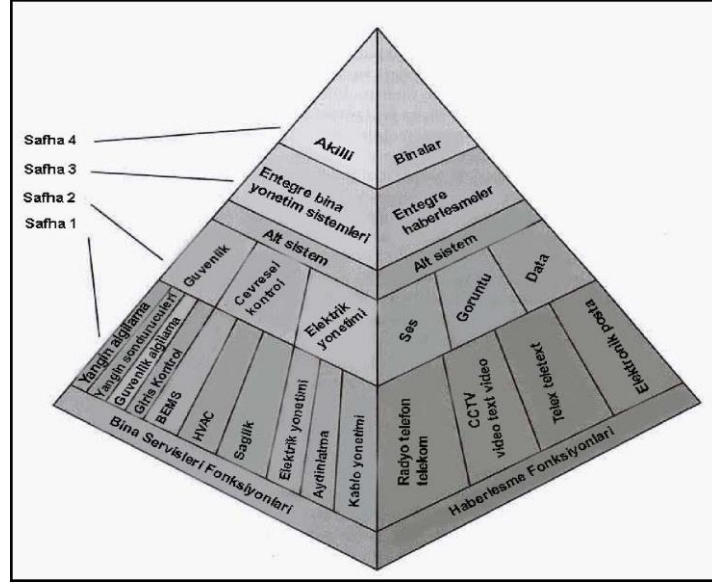 Safha 4
Safha 3
Safha 2
Safha 1
Akilli
Binalar
Entegre bina
yonetim sistemleri
Entegre
haberlesmeler
Alt sistem
Alt sistem
Guvenlik
Cevresel
kontrol
Elektrik
yonetimi
Ses
Goruntu
Data
Yangin algilama
Yangin sonduruculeri
Guvenlik algilama
Giris Kontrol
BEMS
HVAC
Saglik
Elektrik yonetimi
Aydinlatma
Kablo yonetimi
Radyo telefon
telekom
CCTV
video text video
Telex teletext
Elektronik posta
Bina Servisleri Fonksiyonlari
Haberlesme Fonksiyonlari